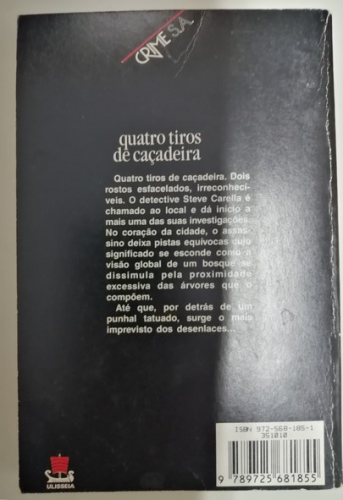 CRIME S.A.
quatro tiros
de caçadeira
Quatro tiros de caçadeira. Dois
rostos esfacelados, irreconhecí-
veis. O detective Steve Carella é
chamado ao local e dá início a
mais uma das suas investigações.
No coração da cidade, o assas-
sino deixa pistas equívocas cujo
significado se esconde como a
visão global de um bosque se
dissimula pela proximidade
excessiva das árvores que o
compõem.
Até que, por detrás de um
punhal tatuado, surge o mais
imprevisto dos desenlaces...
ISBN 972-568-185-1
351010
9 789725 681855
ULISSEIA